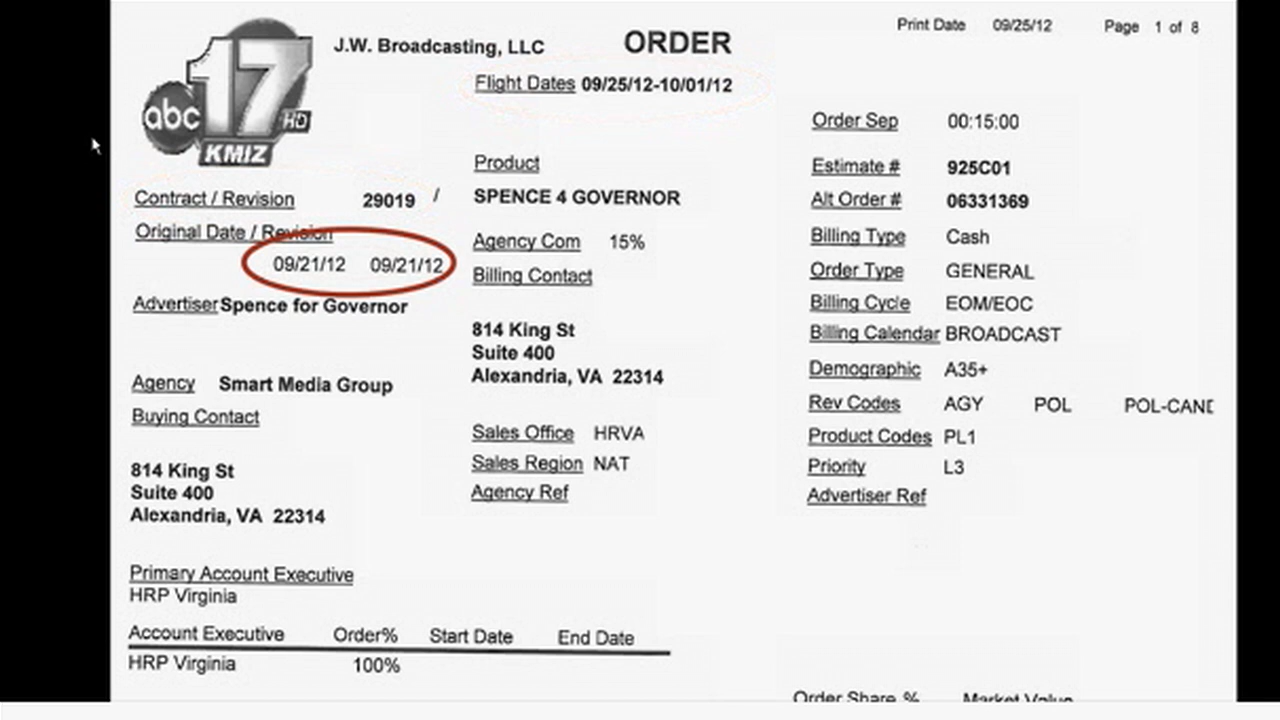 abc 17 HD
KMIZ
J.W. Broadcasting, LLC
ORDER
Print Date 09/25/12 Page 1 of 8
Flight Dates 09/25/12-10/01/12
Contract / Revision 29019 /
Original Date / Revision
09/21/12 09/21/12
Advertiser Spence for Governor
Agency Smart Media Group
Buying Contact
814 King St
Suite 400
Alexandria, VA 22314
Primary Account Executive
HRP Virginia
Account Executive Order% Start Date End Date
HRP Virginia 100%
Product
SPENCE 4 GOVERNOR
Agency Com 15%
Billing Contact
814 King St
Suite 400
Alexandria, VA 22314
Sales Office HRVA
Sales Region NAT
Agency Ref
Order Sep 00:15:00
Estimate # 925C01
Alt Order # 06331369
Billing Type Cash
Order Type GENERAL
Billing Cycle EOM/EOC
Billing Calendar BROADCAST
Demographic A35+
Rev Codes AGY POL POL-CAND
Product Codes PL1
Priority L3
Advertiser Ref
Order Share % Market Value